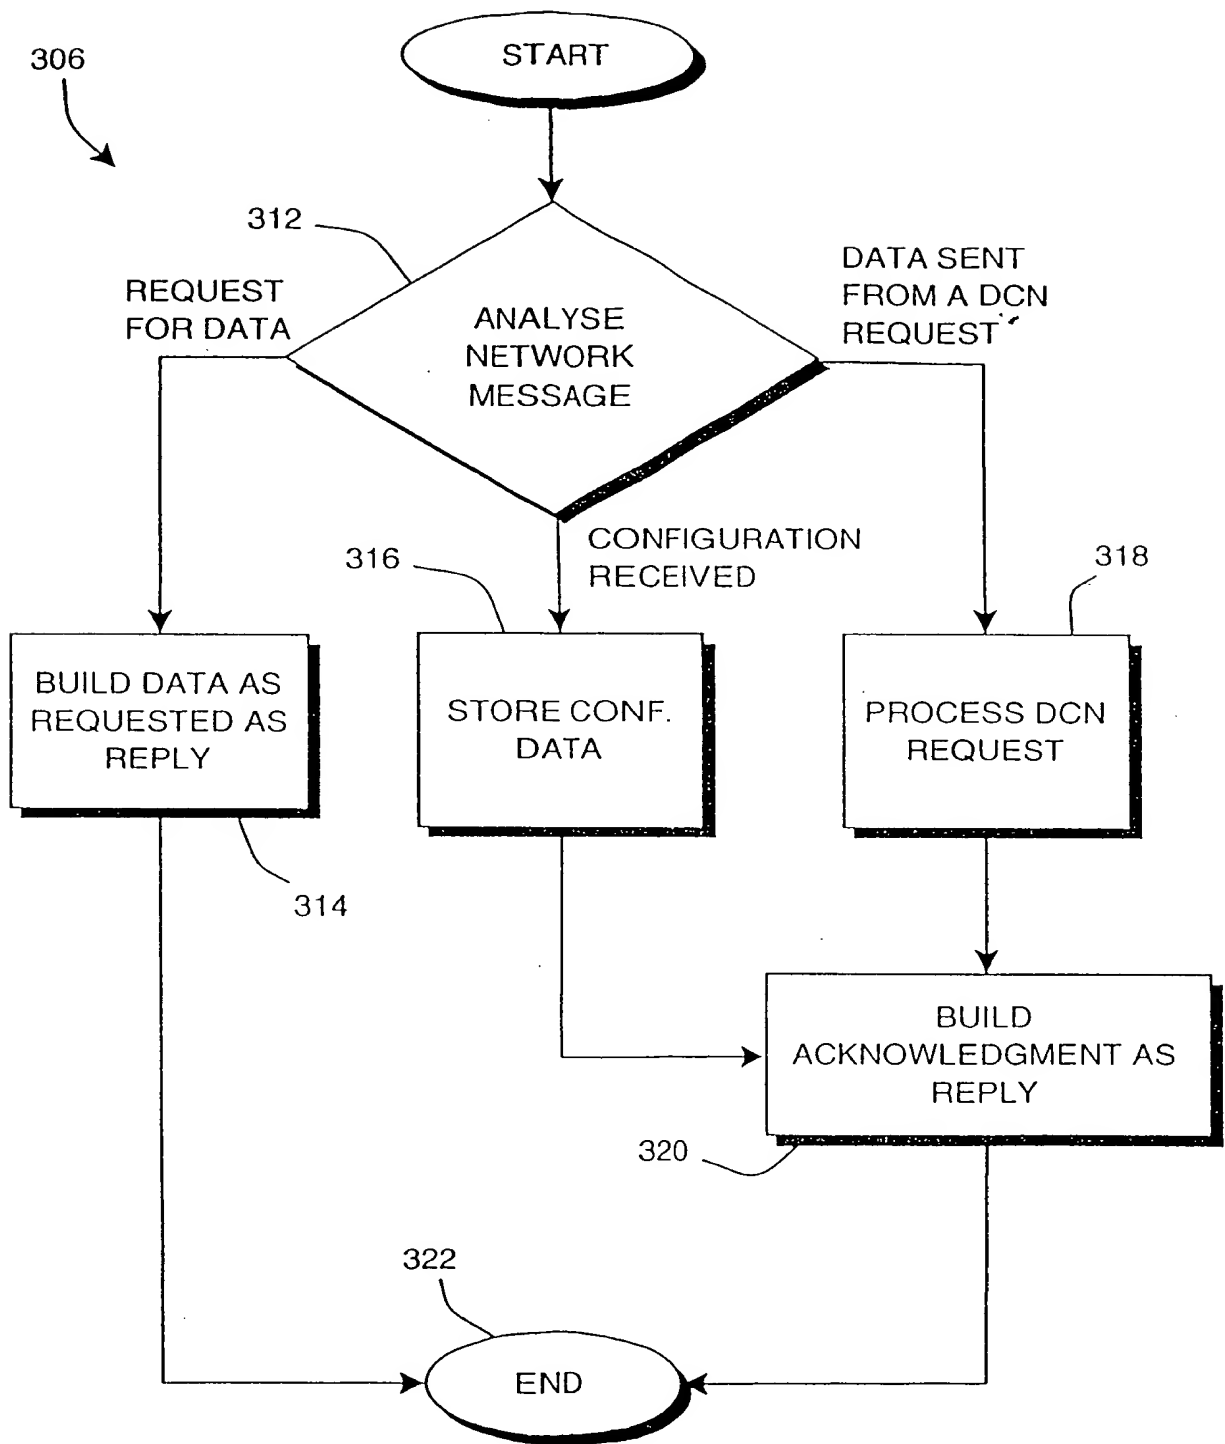 306
START
312
REQUEST
FOR DATA
ANALYSE
NETWORK
MESSAGE
DATA SENT
FROM A DCN
REQUEST
CONFIGURATION
RECEIVED
316
318
BUILD DATA AS
REQUESTED AS
REPLY
STORE CONF.
DATA
PROCESS DCN
REQUEST
314
BUILD
ACKNOWLEDGMENT AS
REPLY
320
322
END